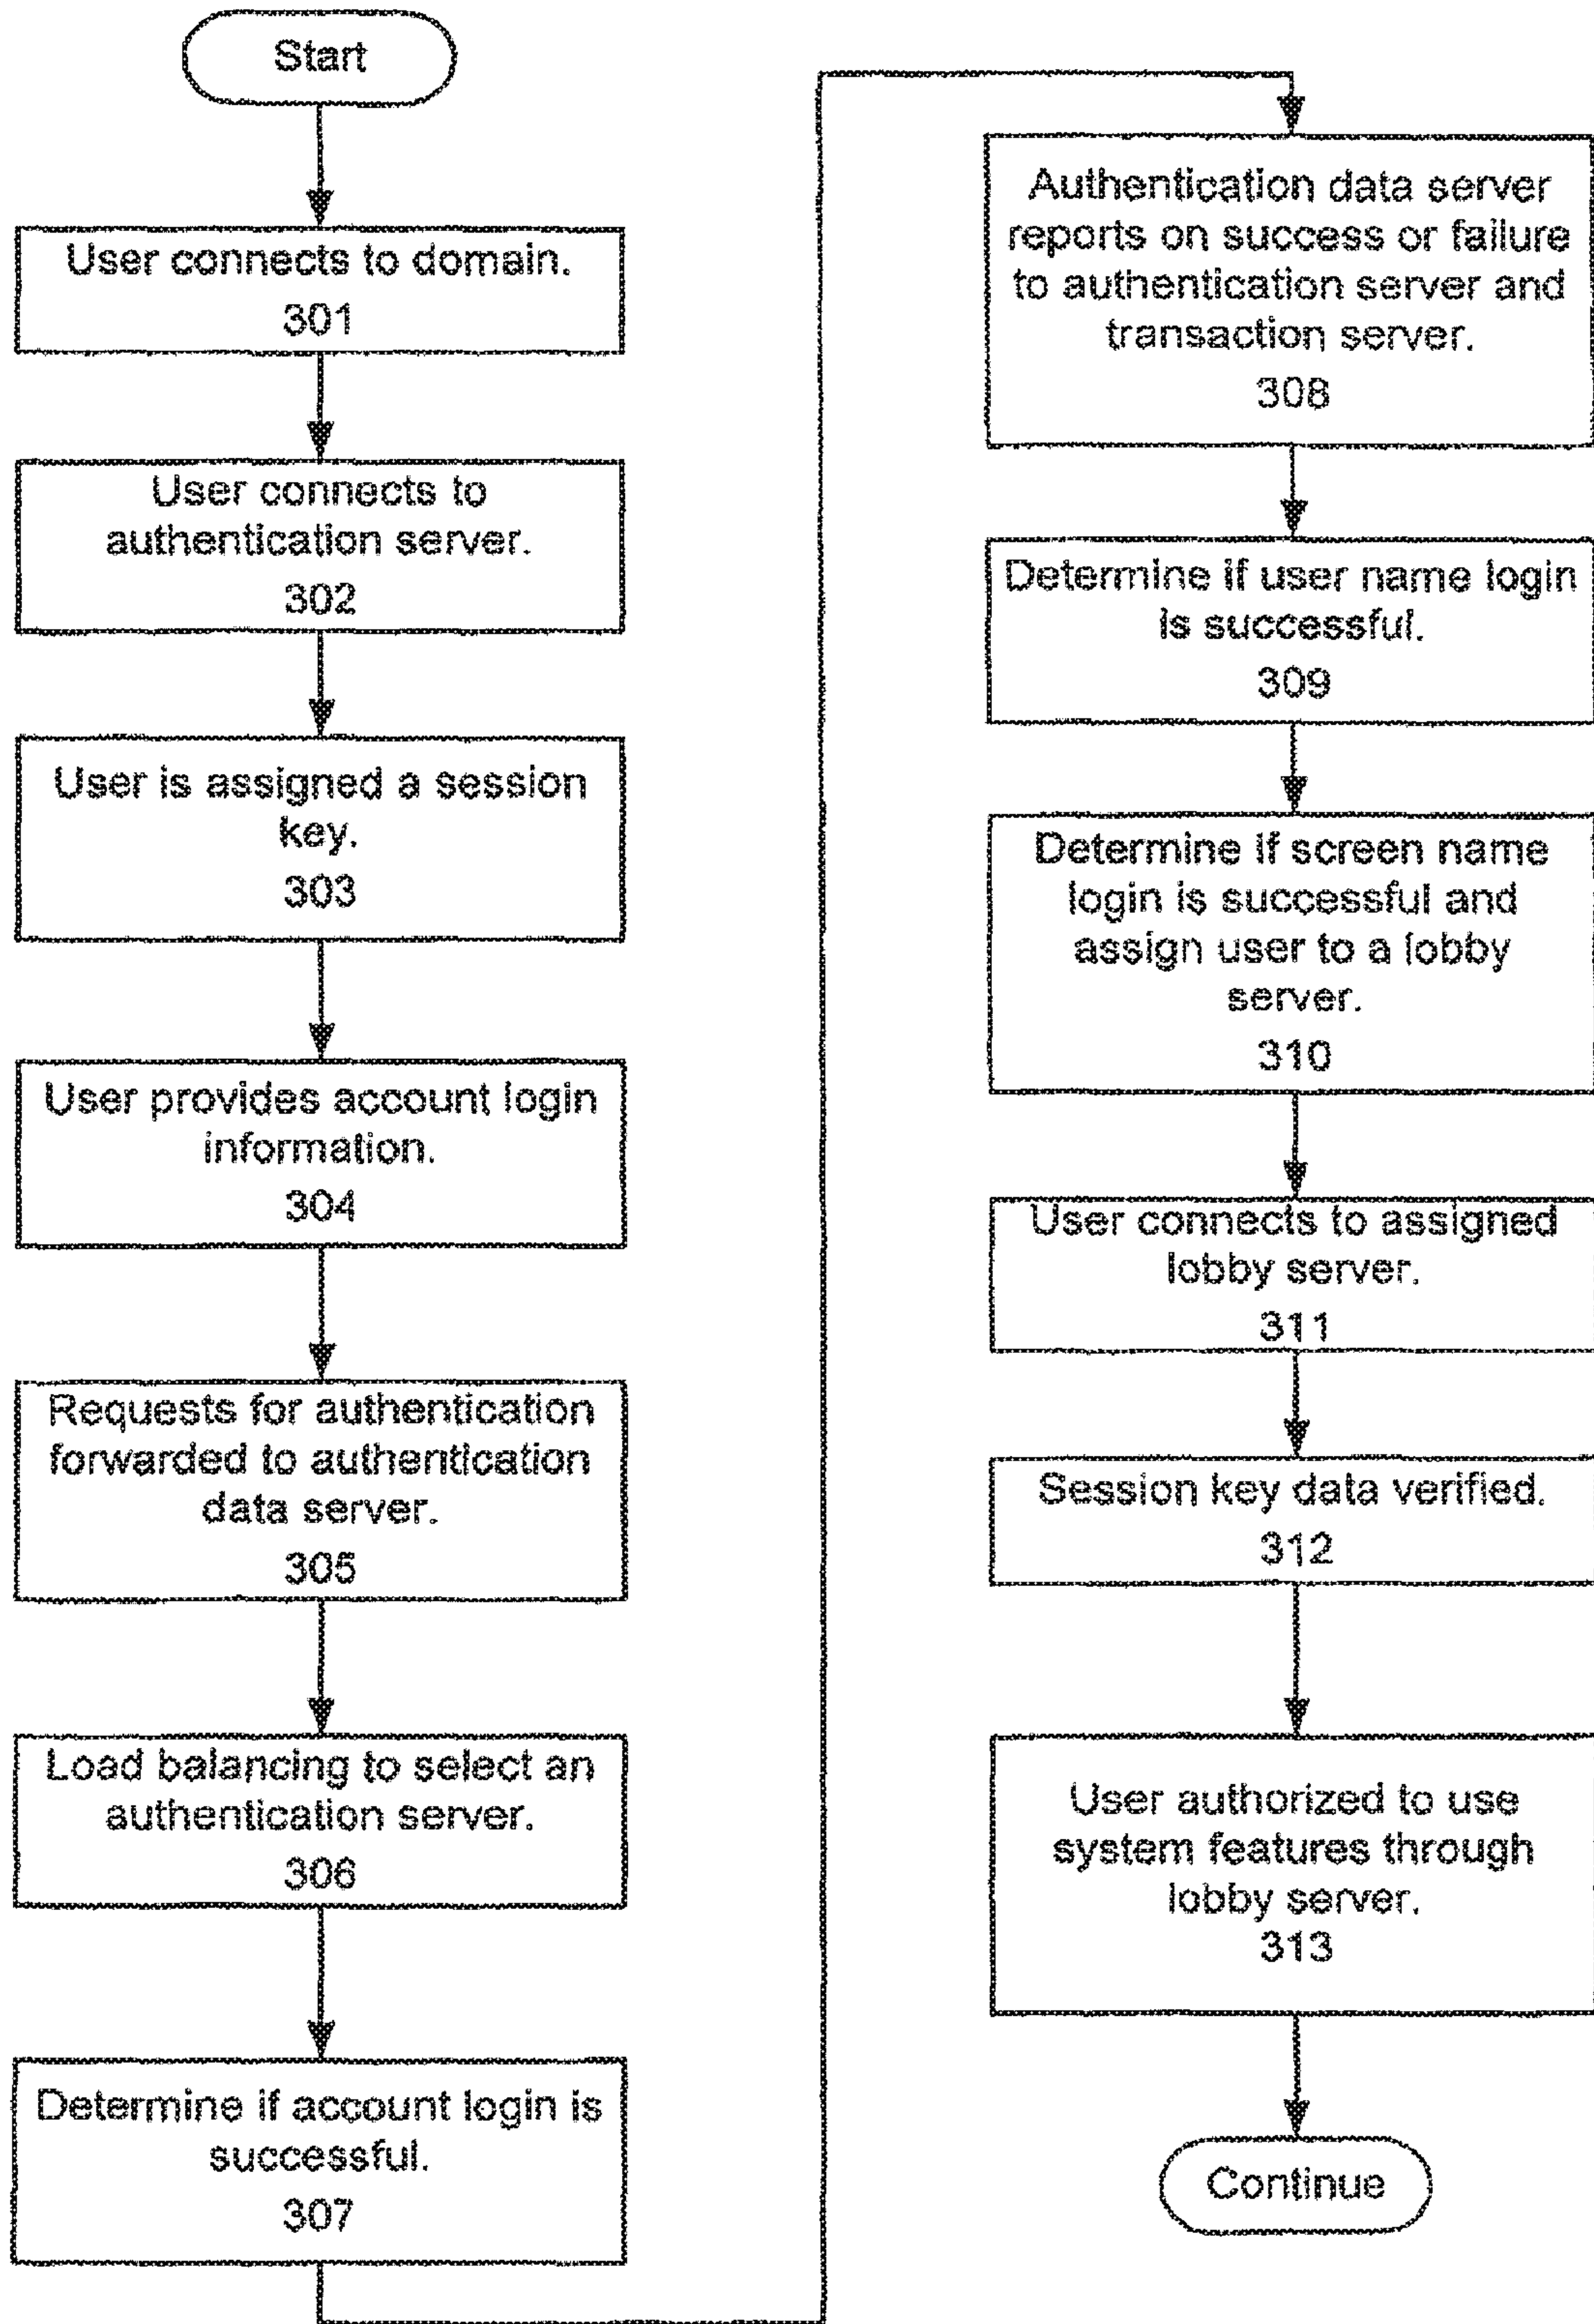 Start
User connects to domain.
301
User connects to
authentication server.
302
User is assigned a session
key.
303
User provides account login
information.
304
Requests for authentication
forwarded to authentication
data server.
305
Load balancing to select an
authentication server.
306
Determine if account login is
successful.
307
Authentication data server
reports on success or failure
to authentication server and
transaction server.
308
Determine if user name login
is successful.
309
Determine if screen name
login is successful and
assign user to a lobby
server.
310
User connects to assigned
lobby server.
311
Session key data verified.
312
User authorized to use
system features through
lobby server.
313
Continue